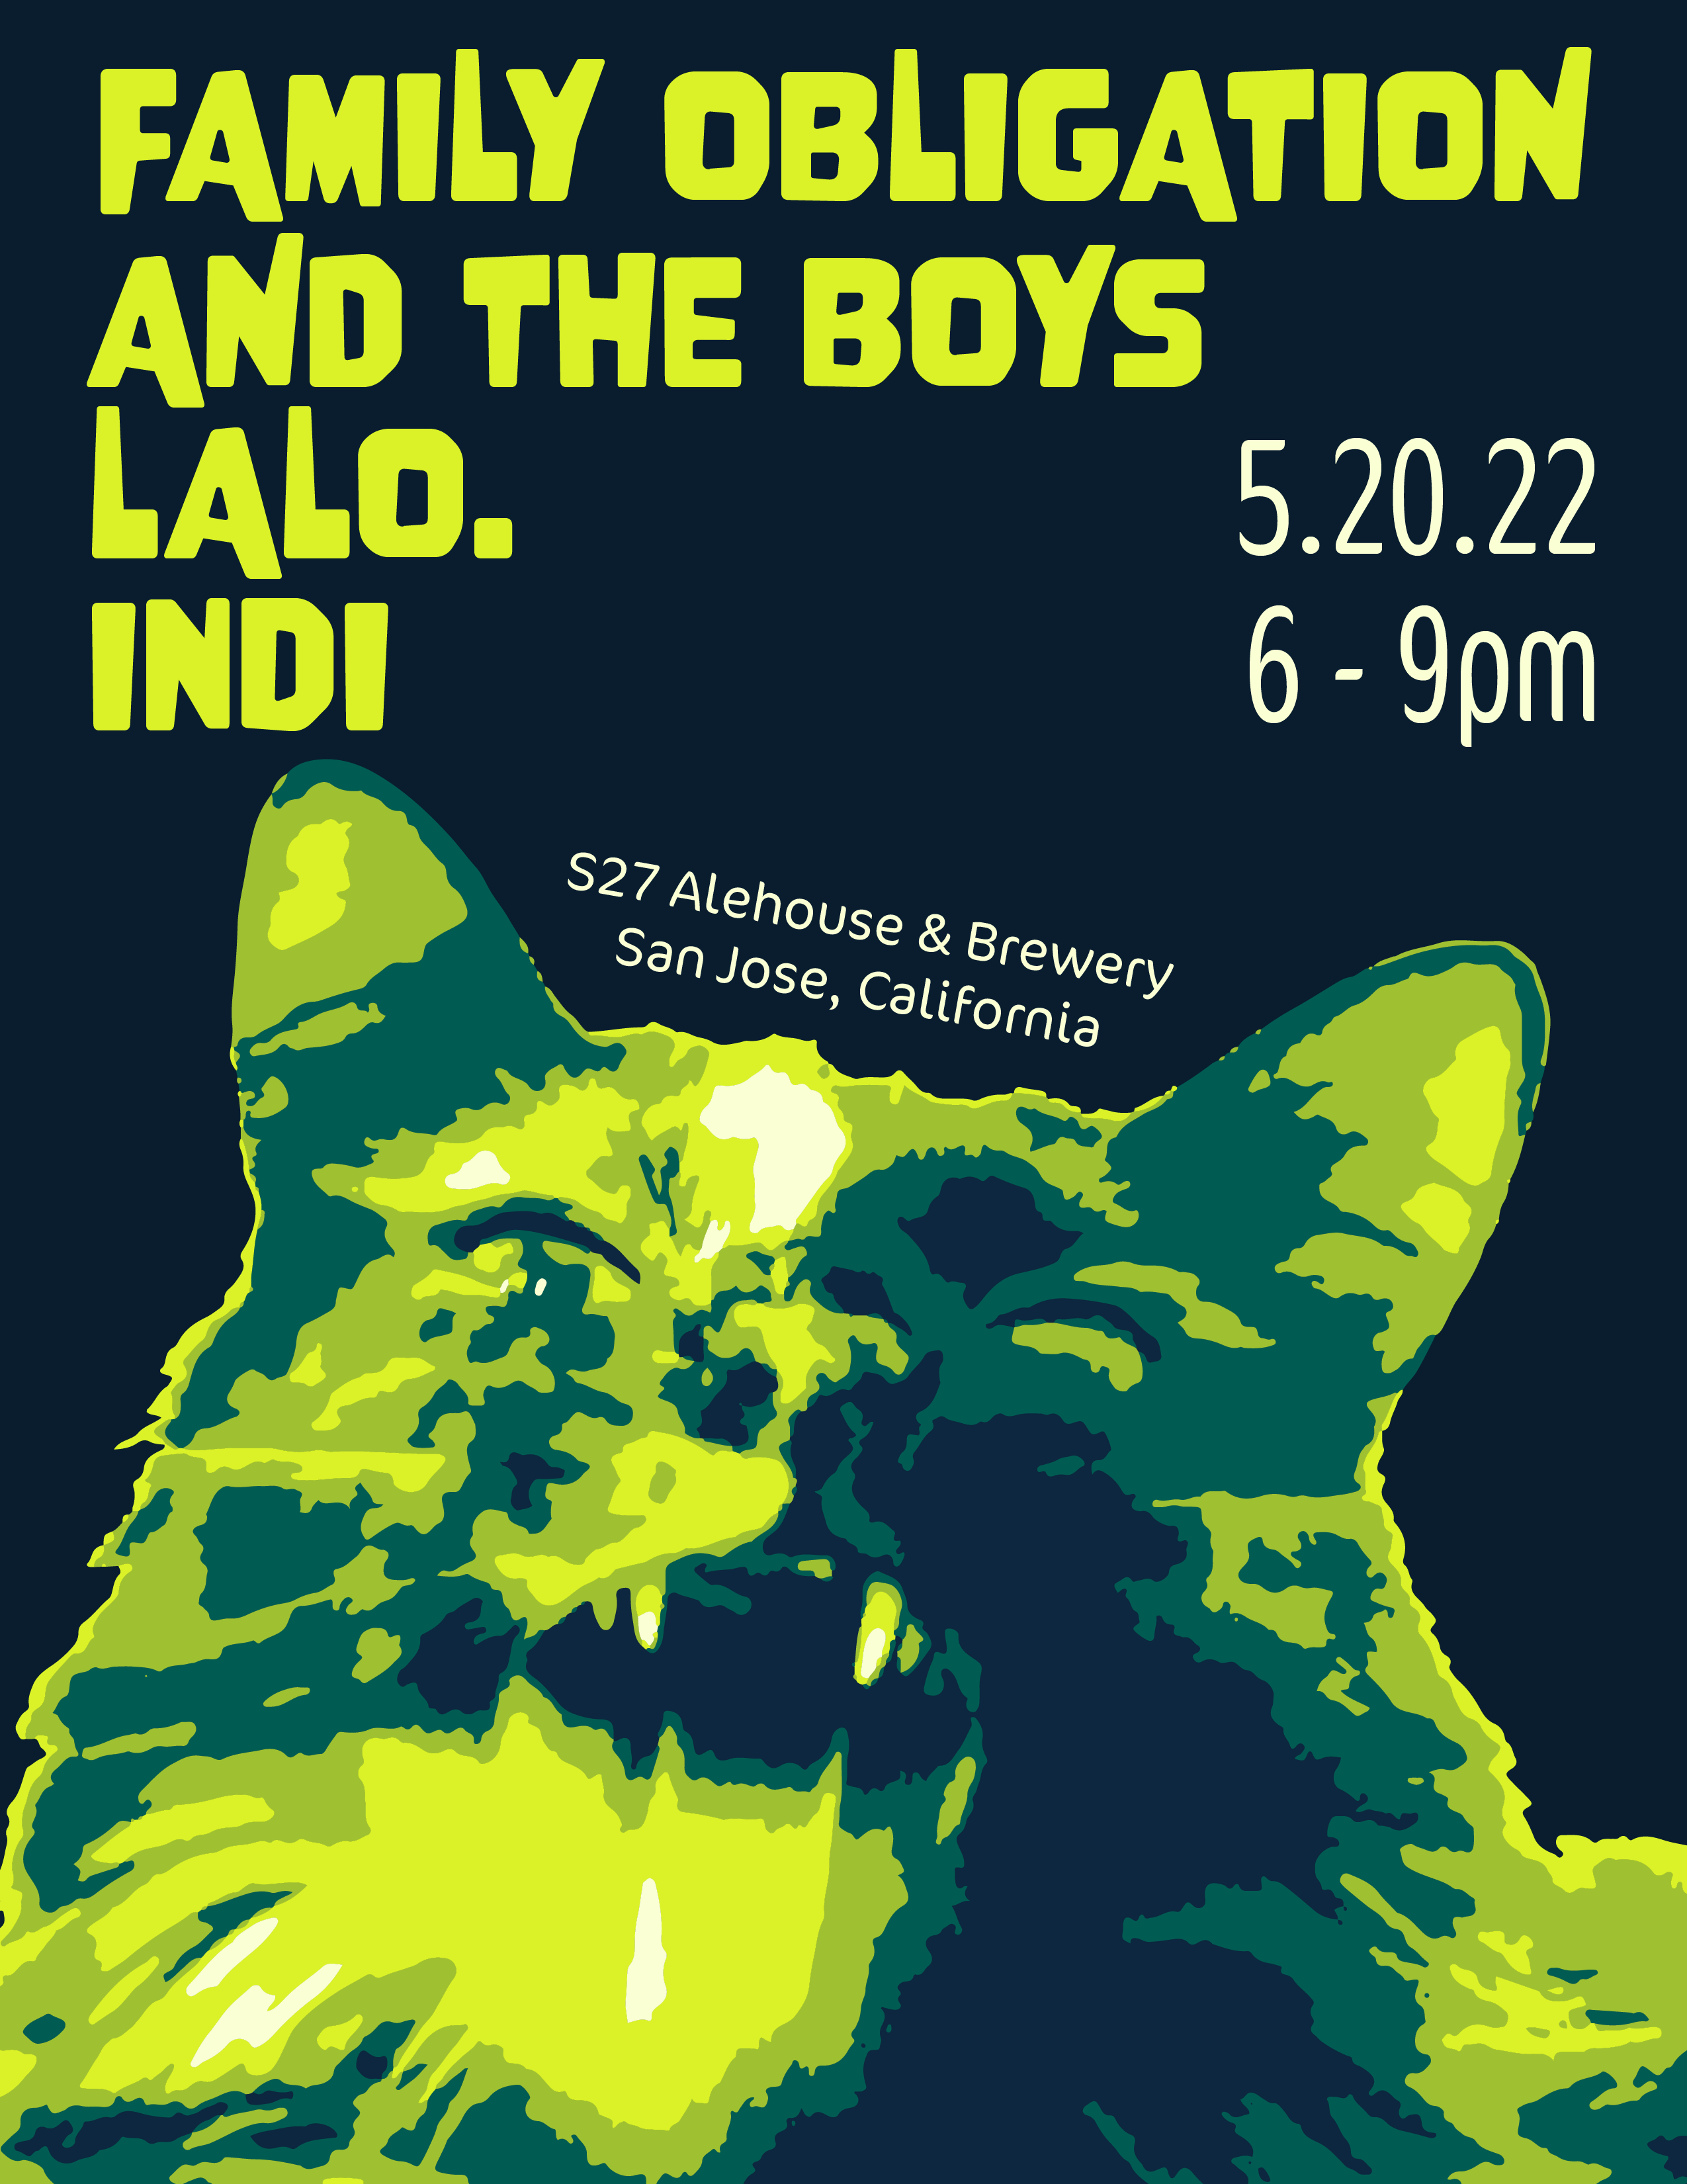 FAMILY OBLIGATION
AND THE BOYS
LALO.
INDI
5.20.22
6 - 9pm
S27 Alehouse & Brewery
San Jose, California